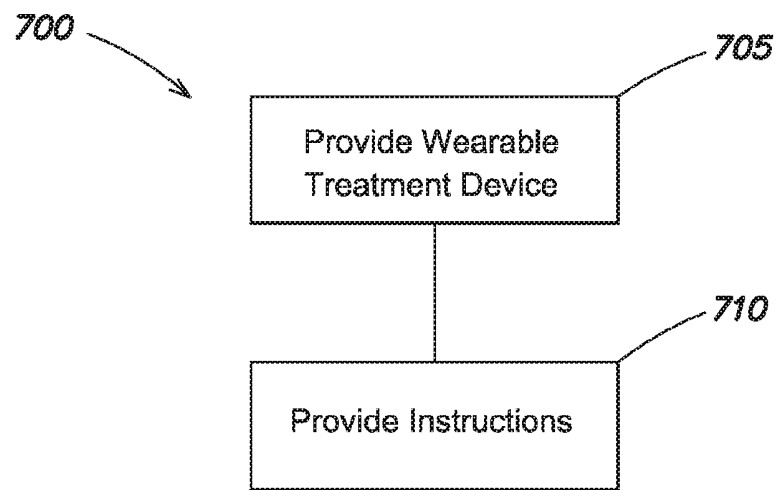 700
705
Provide Wearable
Treatment Device
710
Provide Instructions